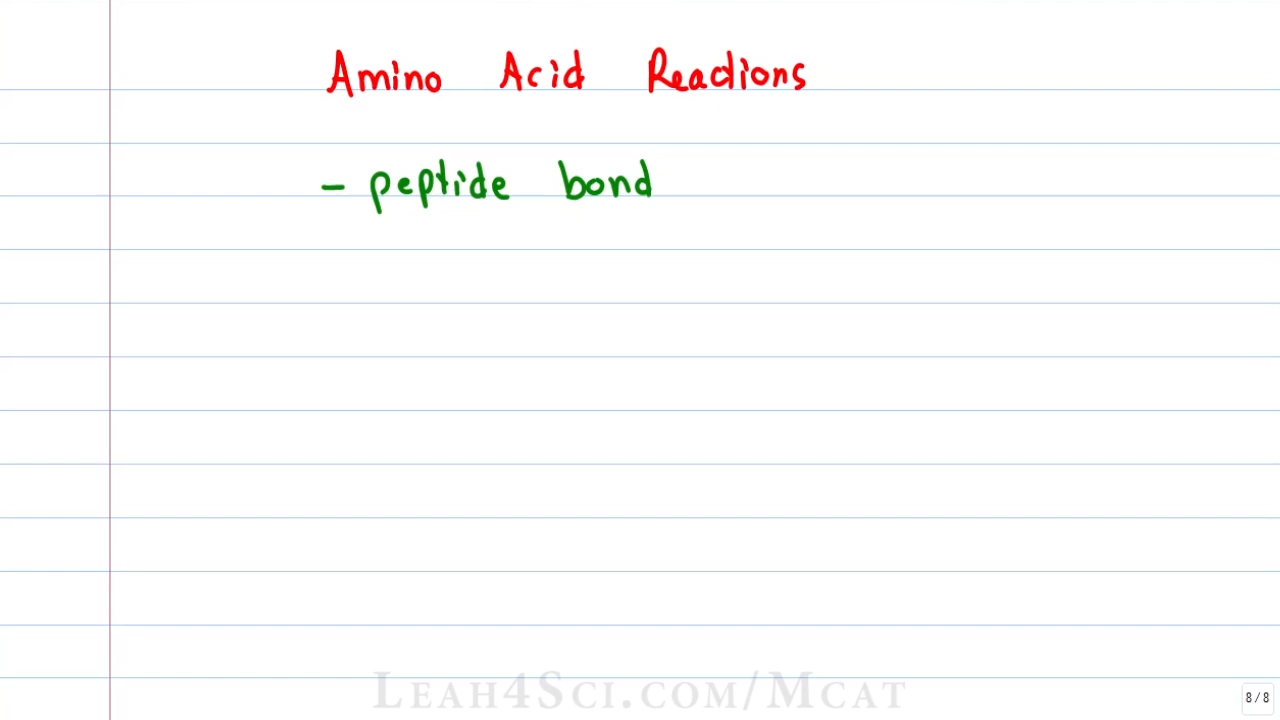 Amino Acid Reactions
- peptide bond
LEAH4SCI.COM/MCAT
8/8